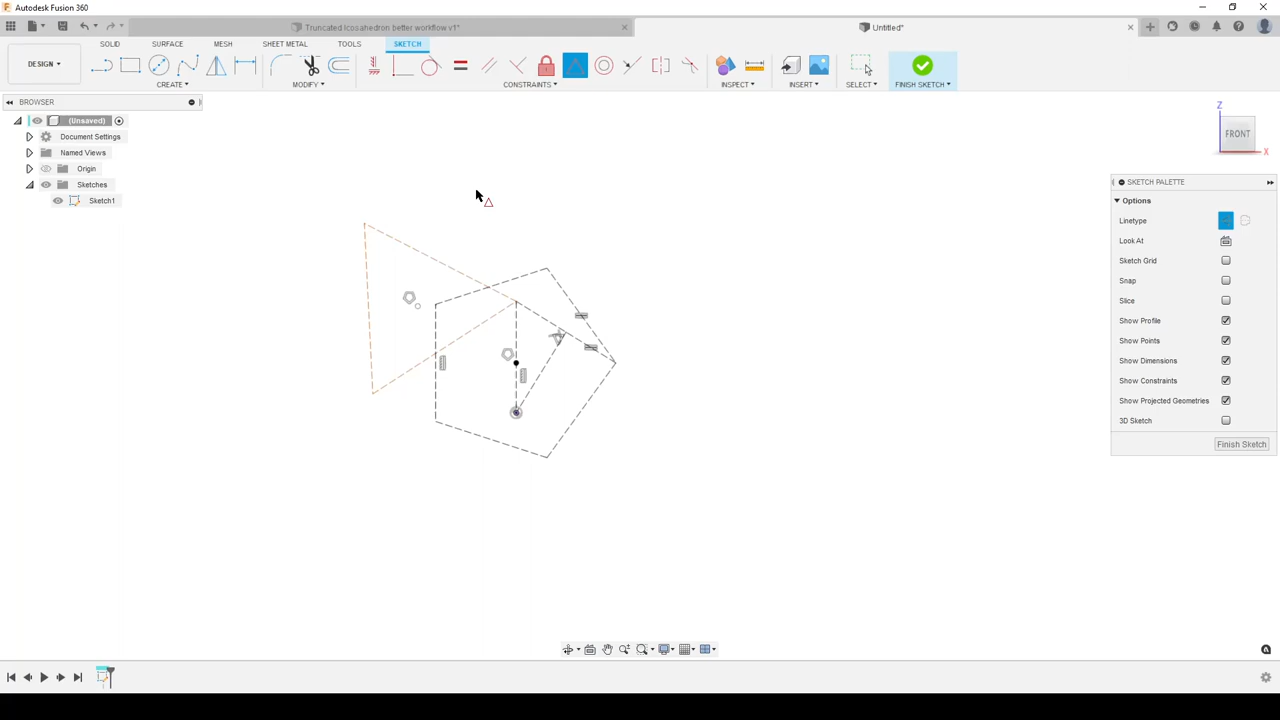 Autodesk Fusion 360
Truncated Icosahedron better workflow v1*
Untitled*
DESIGN
SOLID
SURFACE
MESH
SHEET METAL
TOOLS
SKETCH
CREATE
MODIFY
CONSTRAINTS
INSPECT
INSERT
SELECT
FINISH SKETCH
BROWSER
(Unsaved)
Document Settings
Named Views
Origin
Sketches
Sketch1
Z
FRONT
X
SKETCH PALETTE
Options
Linetype
Look At
Sketch Grid
Snap
Slice
Show Profile
Show Points
Show Dimensions
Show Constraints
Show Projected Geometries
3D Sketch
Finish Sketch